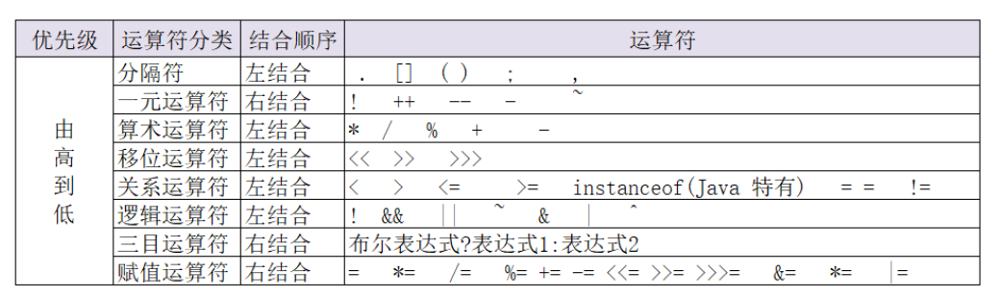 优先级 运算符分类 结合顺序 运算符
由高到低
分隔符 左结合 . [] ( ) ; ,
一元运算符 右结合 ! ++ -- - ~
算术运算符 左结合 * / % + -
移位运算符 左结合 << >> >>>
关系运算符 左结合 < > <= >= instanceof(Java 特有) = = !=
逻辑运算符 左结合 ! && || ~ & | ^
三目运算符 右结合 布尔表达式?表达式1:表达式2
赋值运算符 右结合 = *= /= %= += -= <<= >>= >>>= &= *= |=